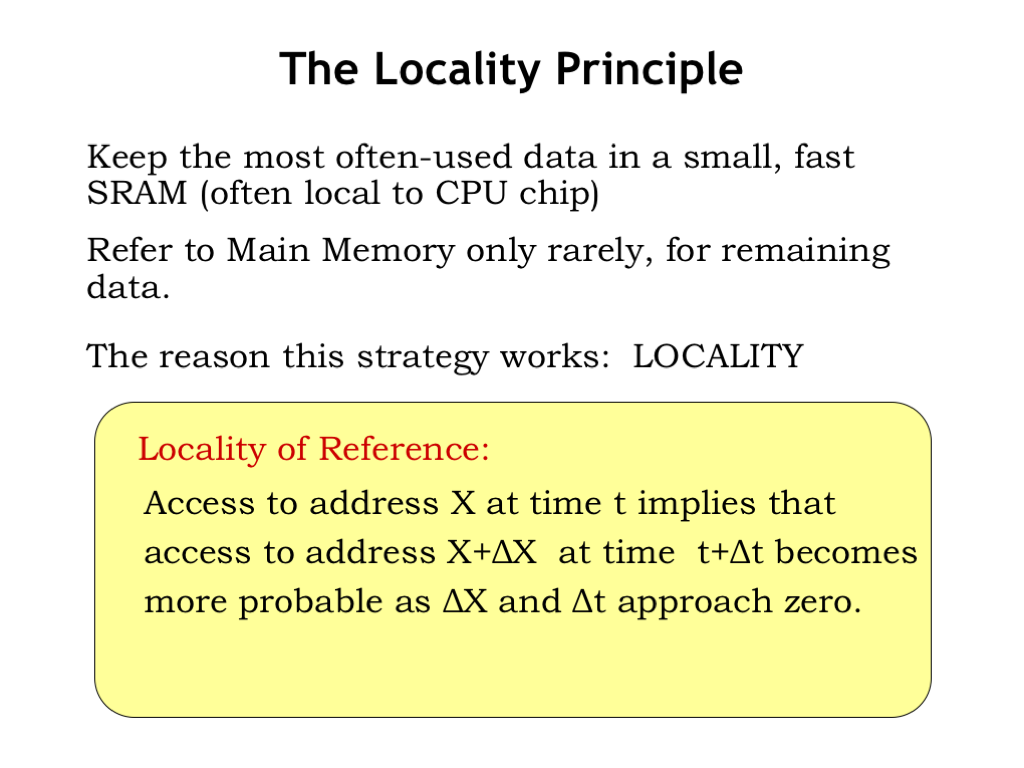 The Locality Principle
Keep the most often-used data in a small, fast
SRAM (often local to CPU chip)
Refer to Main Memory only rarely, for remaining
data.
The reason this strategy works:  LOCALITY
Locality of Reference:
Access to address X at time t implies that
access to address X+ΔX  at time  t+Δt becomes
more probable as ΔX and Δt approach zero.